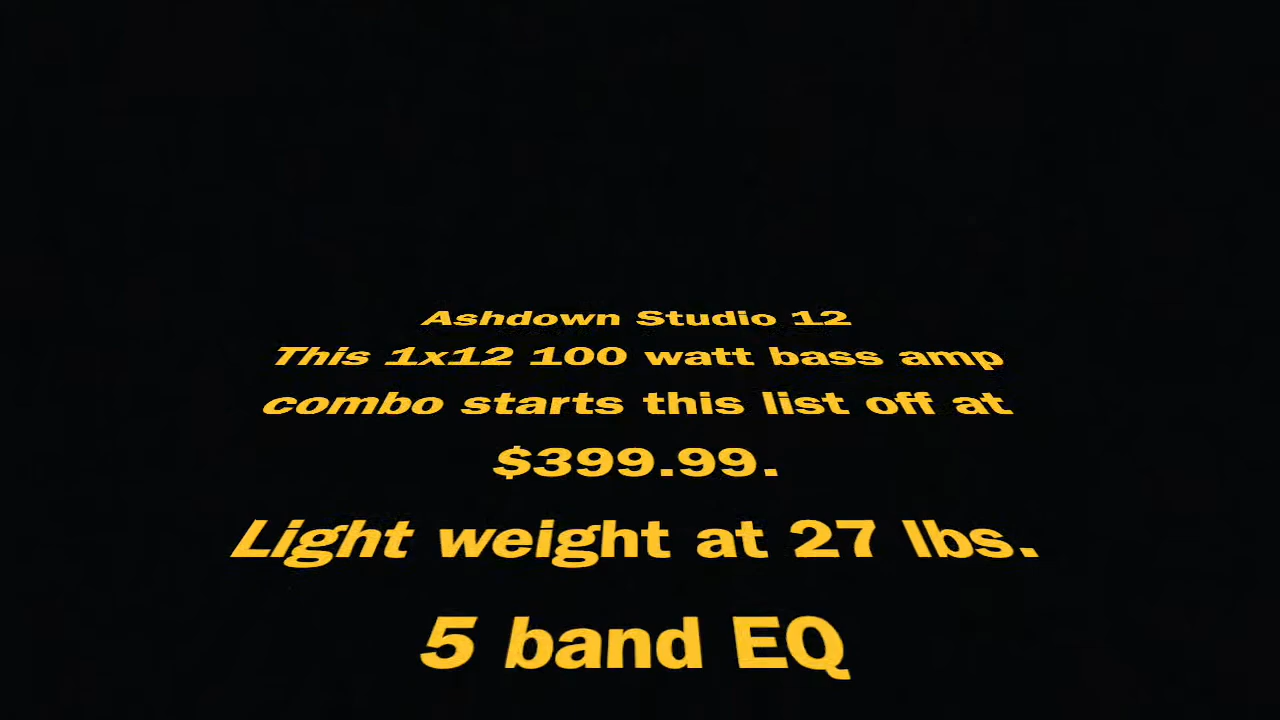 Ashdown Studio 12
This 1x12 100 watt bass amp
combo starts this list off at
$399.99.
Light weight at 27 lbs.
5 band EQ